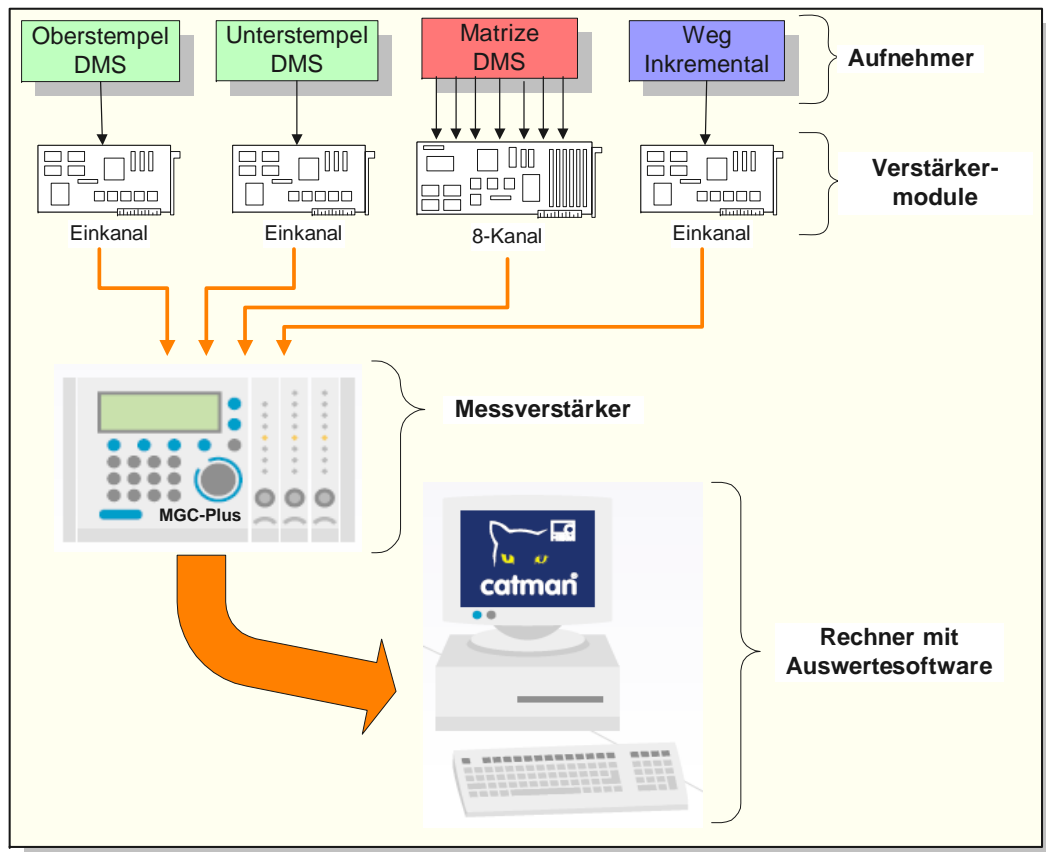 Oberstempel
DMS
Unterstempel
DMS
Matrize
DMS
Weg
Inkremental
Aufnehmer
Verstärker-
module
Einkanal
Einkanal
8-Kanal
Einkanal
Messverstärker
MGC-Plus
catman
Rechner mit
Auswertesoftware